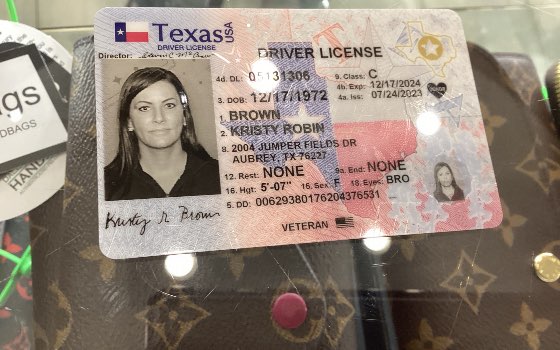 Texas USA
DRIVER LICENSE
Director:
DRIVER LICENSE
4d. DL:
9. Class: C
4b. Exp: 12/17/2024
3. DOB: 12/17/1972
4a. Iss: 07/24/2023
1. BROWN
2. KRISTY ROBIN
8. 2004 JUMPER FIELDS DR
AUBREY, TX 76227
12. Rest: NONE
9a. End: NONE
16. Hgt: 5'-07"
15. Sex: F
18. Eyes: BRO
5. DD: 00629380176204376531
VETERAN
Kristy R Brown
gs
DBAGS
HAND